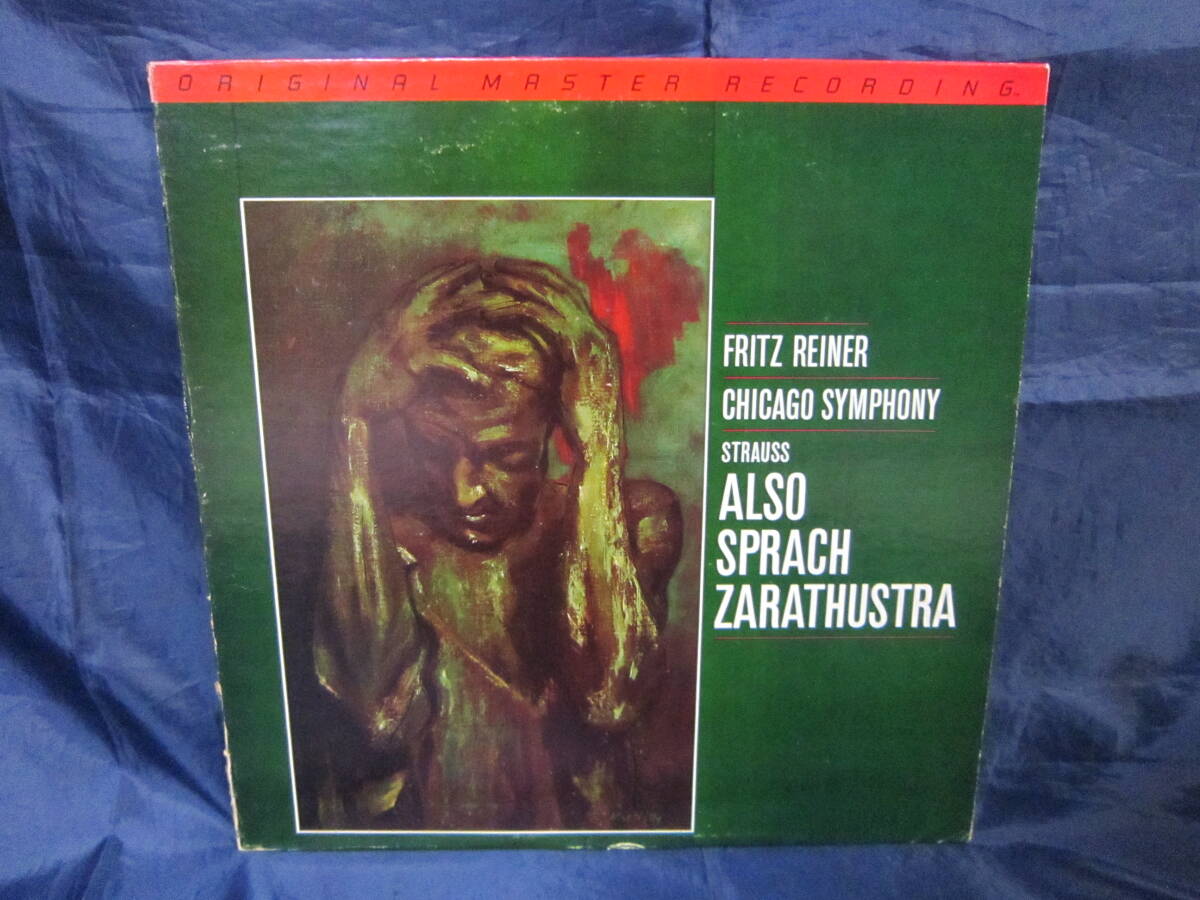 ORIGINAL MASTER RECORDING
FRITZ REINER
CHICAGO SYMPHONY
STRAUSS
ALSO
SPRACH
ZARATHUSTRA